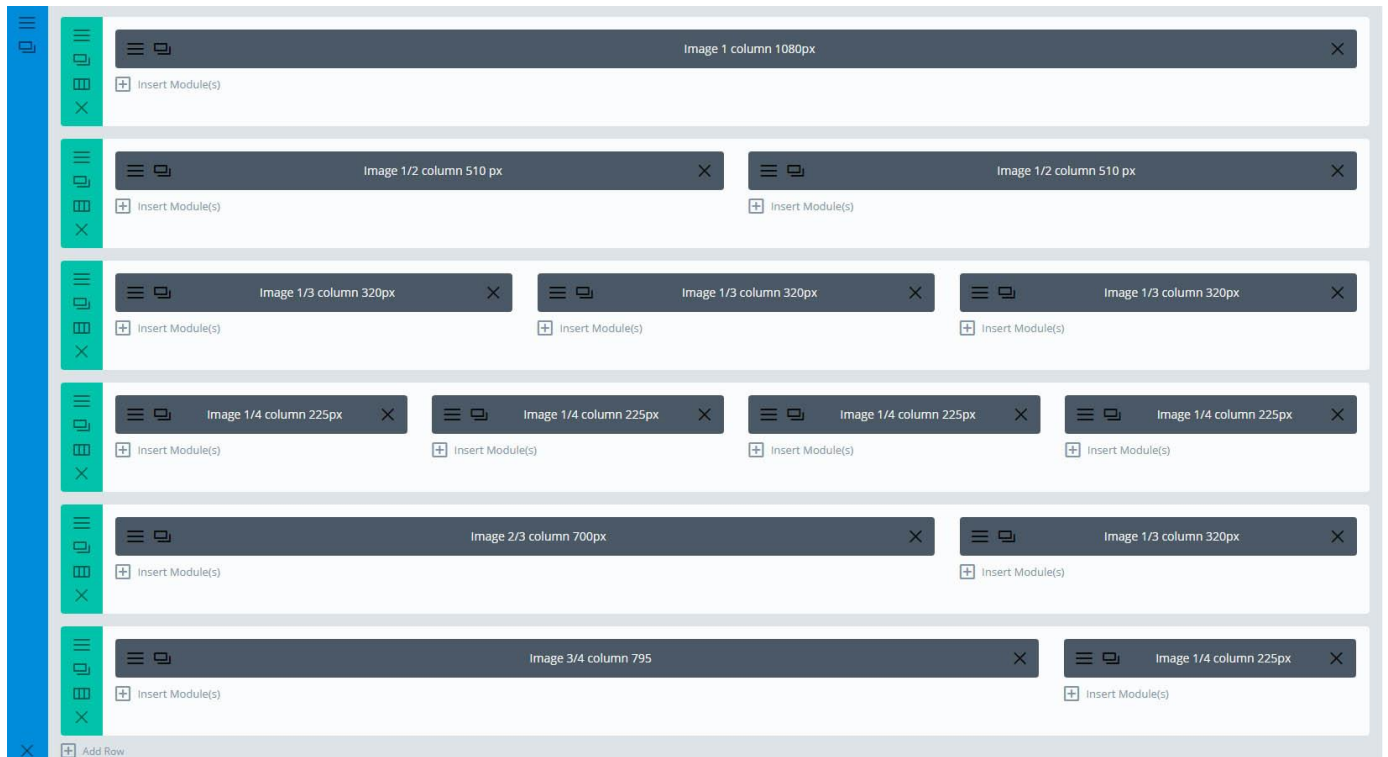 Image 1 column 1080px
Insert Module(s)
Image 1/2 column 510 px Image 1/2 column 510 px
Insert Module(s) Insert Module(s)
Image 1/3 column 320px Image 1/3 column 320px Image 1/3 column 320px
Insert Module(s) Insert Module(s) Insert Module(s)
Image 1/4 column 225px Image 1/4 column 225px Image 1/4 column 225px Image 1/4 column 225px
Insert Module(s) Insert Module(s) Insert Module(s) Insert Module(s)
Image 2/3 column 700px Image 1/3 column 320px
Insert Module(s) Insert Module(s)
Image 3/4 column 795 Image 1/4 column 225px
Insert Module(s) Insert Module(s)
Add Row